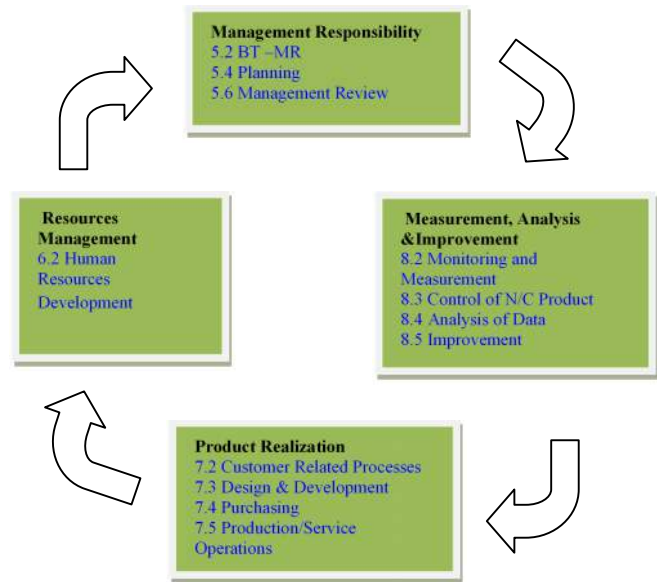 Management Responsibility
5.2 BT –MR
5.4 Planning
5.6 Management Review
Resources
Management
6.2 Human
Resources
Development
Measurement, Analysis
&Improvement
8.2 Monitoring and
Measurement
8.3 Control of N/C Product
8.4 Analysis of Data
8.5 Improvement
Product Realization
7.2 Customer Related Processes
7.3 Design & Development
7.4 Purchasing
7.5 Production/Service
Operations